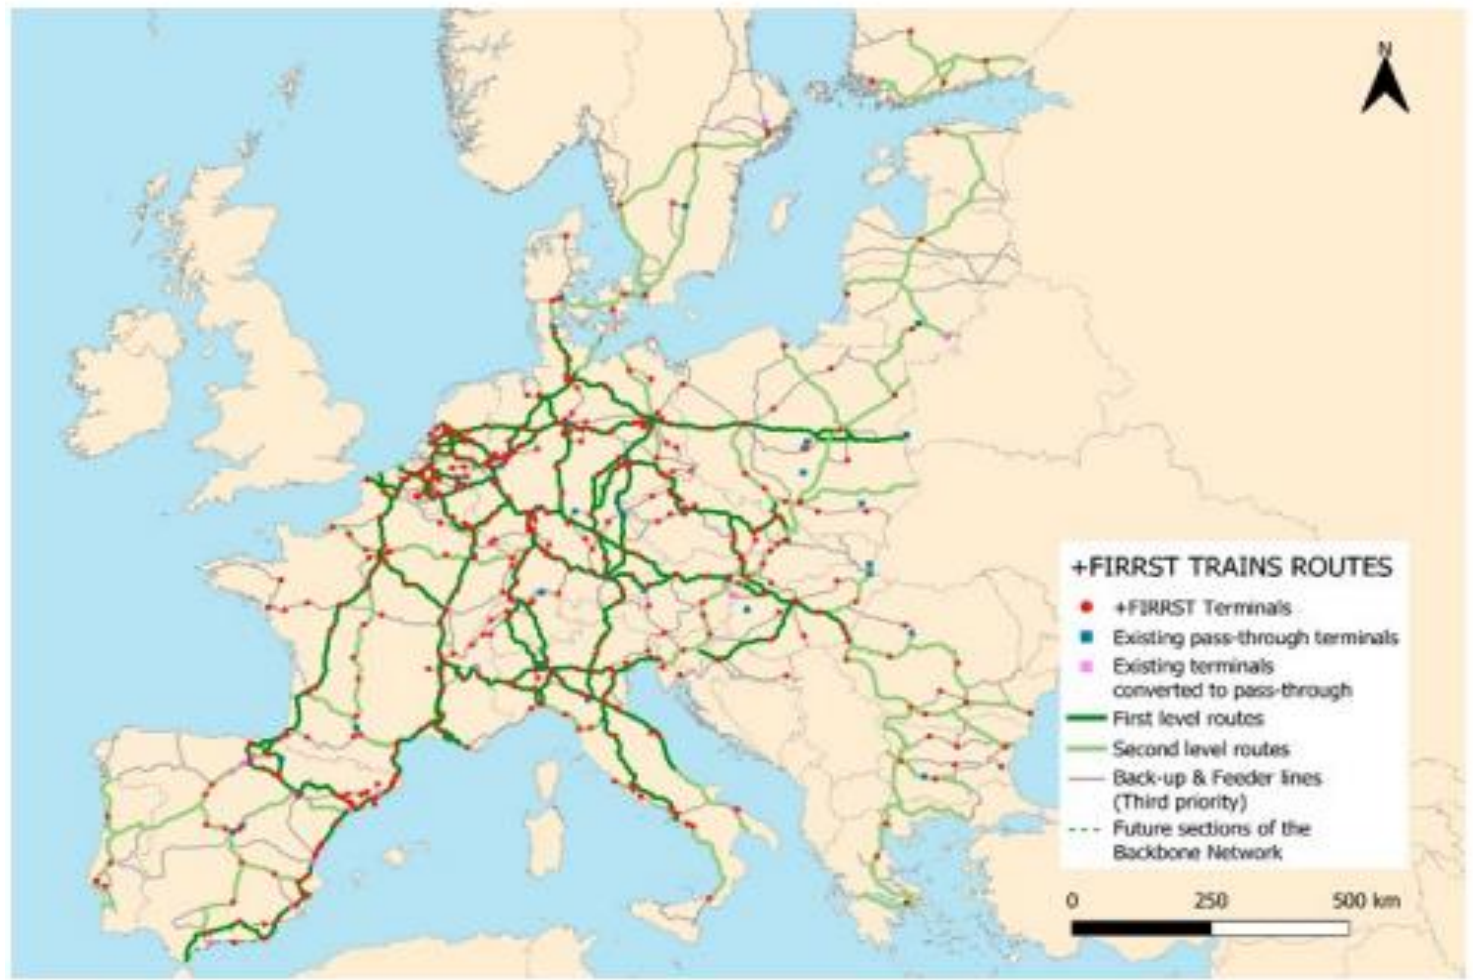 N
+FIRRST TRAINS ROUTES
+FIRRST Terminals
Existing pass-through terminals
Existing terminals
converted to pass-through
First level routes
Second level routes
Back-up & Feeder lines
(Third priority)
Future sections of the
Backbone Network
0 250 500 km